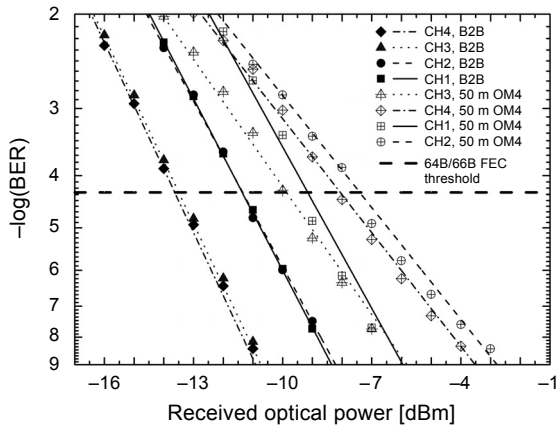 2
3
4
5
6
7
8
9
−log(BER)
CH4, B2B
CH3, B2B
CH2, B2B
CH1, B2B
CH3, 50 m OM4
CH4, 50 m OM4
CH1, 50 m OM4
CH2, 50 m OM4
64B/66B FEC
threshold
−16 −13 −10 −7 −4 −1
Received optical power [dBm]